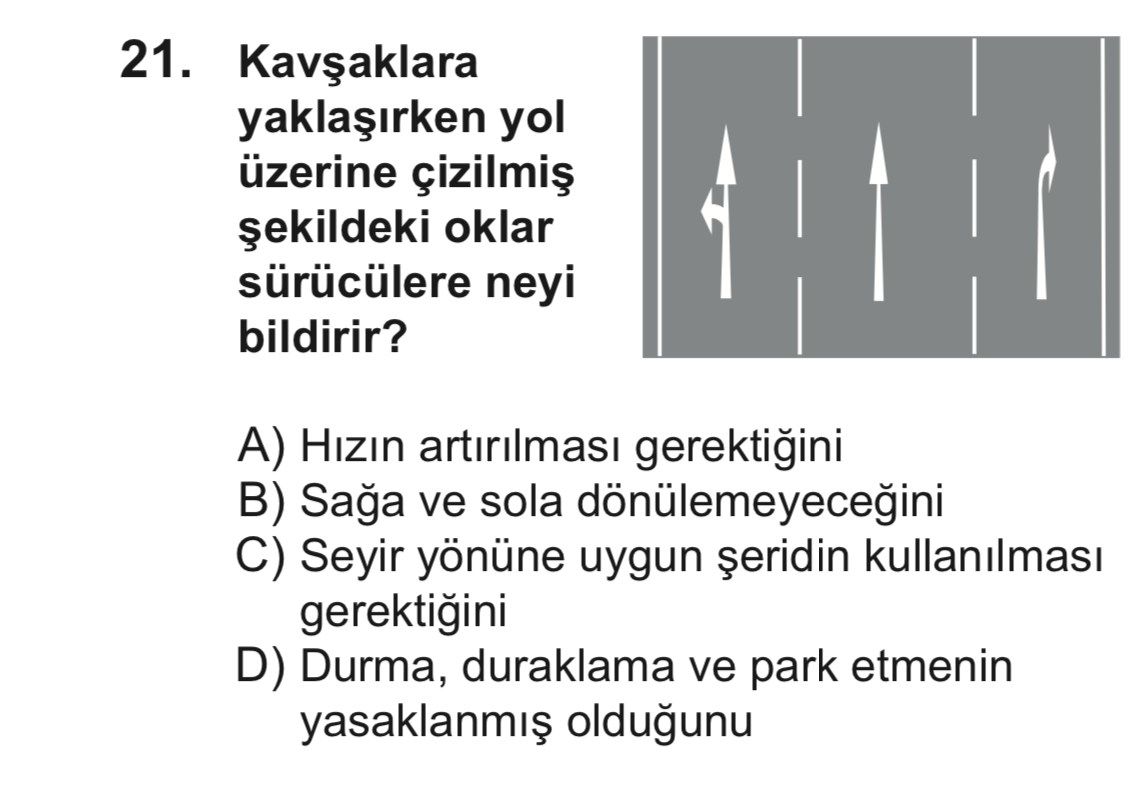 21. Kavşaklara
yaklaşırken yol
üzerine çizilmiş
şekildeki oklar
sürücülere neyi
bildirir?
A) Hızın artırılması gerektiğini
B) Sağa ve sola dönülemeyeceğini
C) Seyir yönüne uygun şeridin kullanılması
gerektiğini
D) Durma, duraklama ve park etmenin
yasaklanmış olduğunu